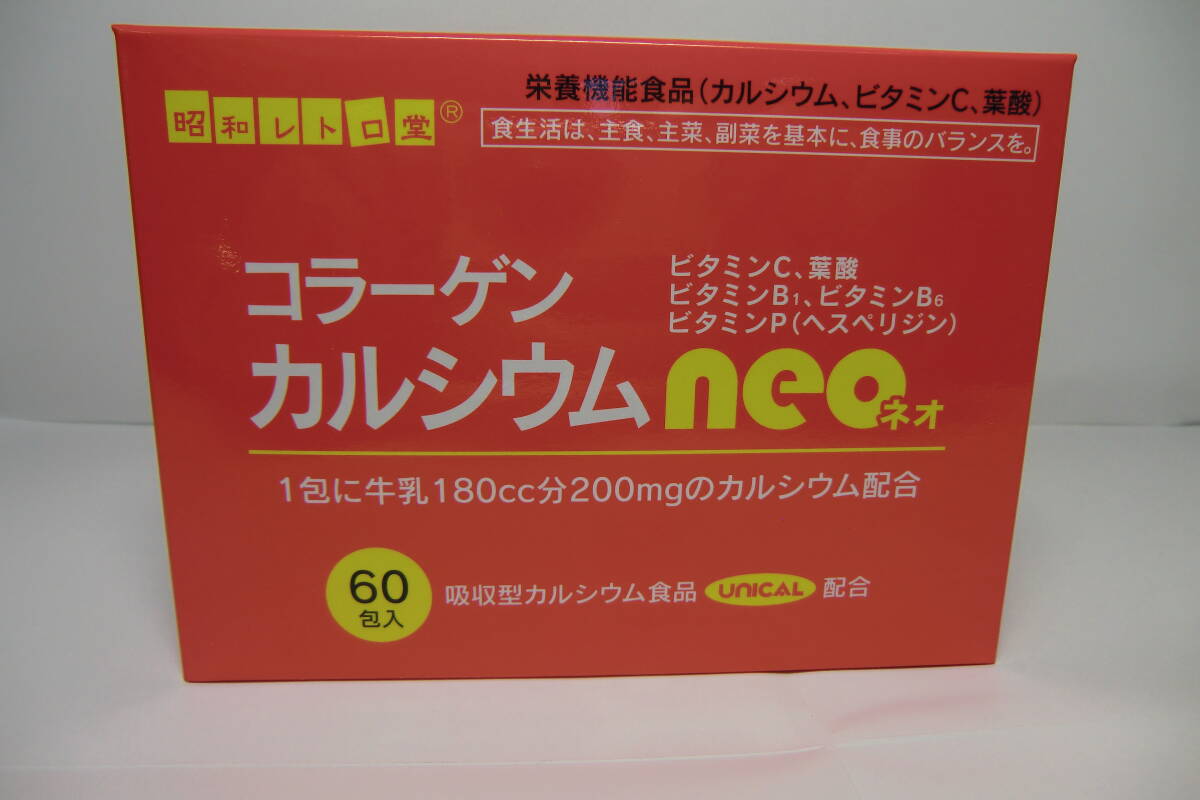 昭和レトロ堂®
栄養機能食品(カルシウム、ビタミンC、葉酸)
食生活は、主食、主菜、副菜を基本に、食事のバランスを。
コラーゲン
カルシウムneoネオ
ビタミンC、葉酸
ビタミンB1、ビタミンB6
ビタミンP(ヘスペリジン)
1包に牛乳180cc分200mgのカルシウム配合
60
包入
吸収型カルシウム食品 UNICAL 配合